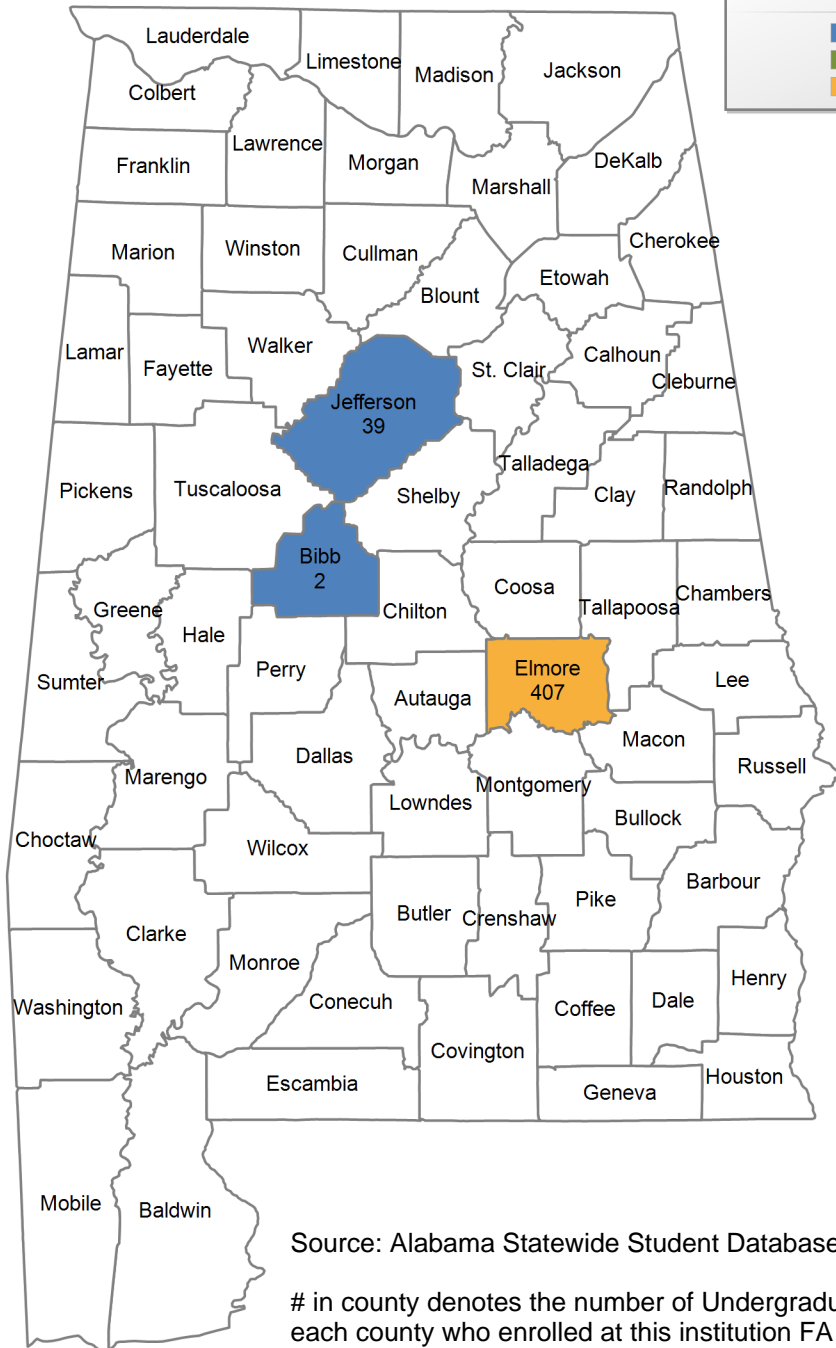 Lauderdale
Limestone
Madison
Jackson
Colbert
Lawrence
Franklin
Morgan
DeKalb
Marshall
Cherokee
Marion
Winston
Cullman
Etowah
Blount
Lamar
Fayette
Walker
St. Clair
Calhoun
Cleburne
Jefferson
39
Talladega
Pickens
Tuscaloosa
Shelby
Clay
Randolph
Bibb
2
Greene
Hale
Chilton
Coosa
Tallapoosa
Chambers
Sumter
Perry
Elmore
407
Lee
Autauga
Macon
Marengo
Dallas
Russell
Montgomery
Lowndes
Bullock
Choctaw
Wilcox
Barbour
Clarke
Butler
Crenshaw
Pike
Monroe
Henry
Washington
Conecuh
Coffee
Dale
Covington
Escambia
Geneva
Houston
Mobile
Baldwin
Source: Alabama Statewide Student Database
# in county denotes the number of Undergradu
each county who enrolled at this institution FA